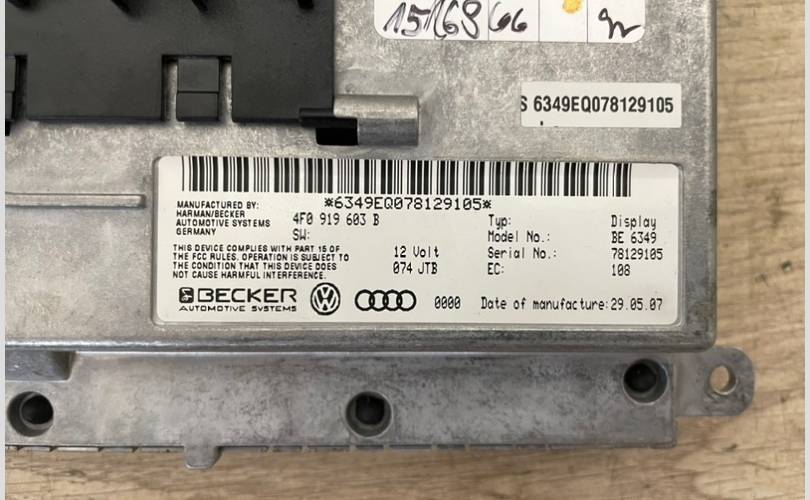 15168 66
S 6349EQ078129105
*6349EQ078129105*
MANUFACTURED BY:
HARMAN/BECKER
AUTOMOTIVE SYSTEMS
GERMANY
4F0 919 603 B
SW:
THIS DEVICE COMPLIES WITH PART 15 OF
THE FCC RULES. OPERATION IS SUBJECT TO
THE CONDITION THAT THIS DEVICE DOES
NOT CAUSE HARMFUL INTERFERENCE.
12 Volt
074 JTB
Typ: Display
Model No.: BE 6349
Serial No.: 78129105
EC: 108
BECKER
AUTOMOTIVE SYSTEMS
0000
Date of manufacture: 29.05.07